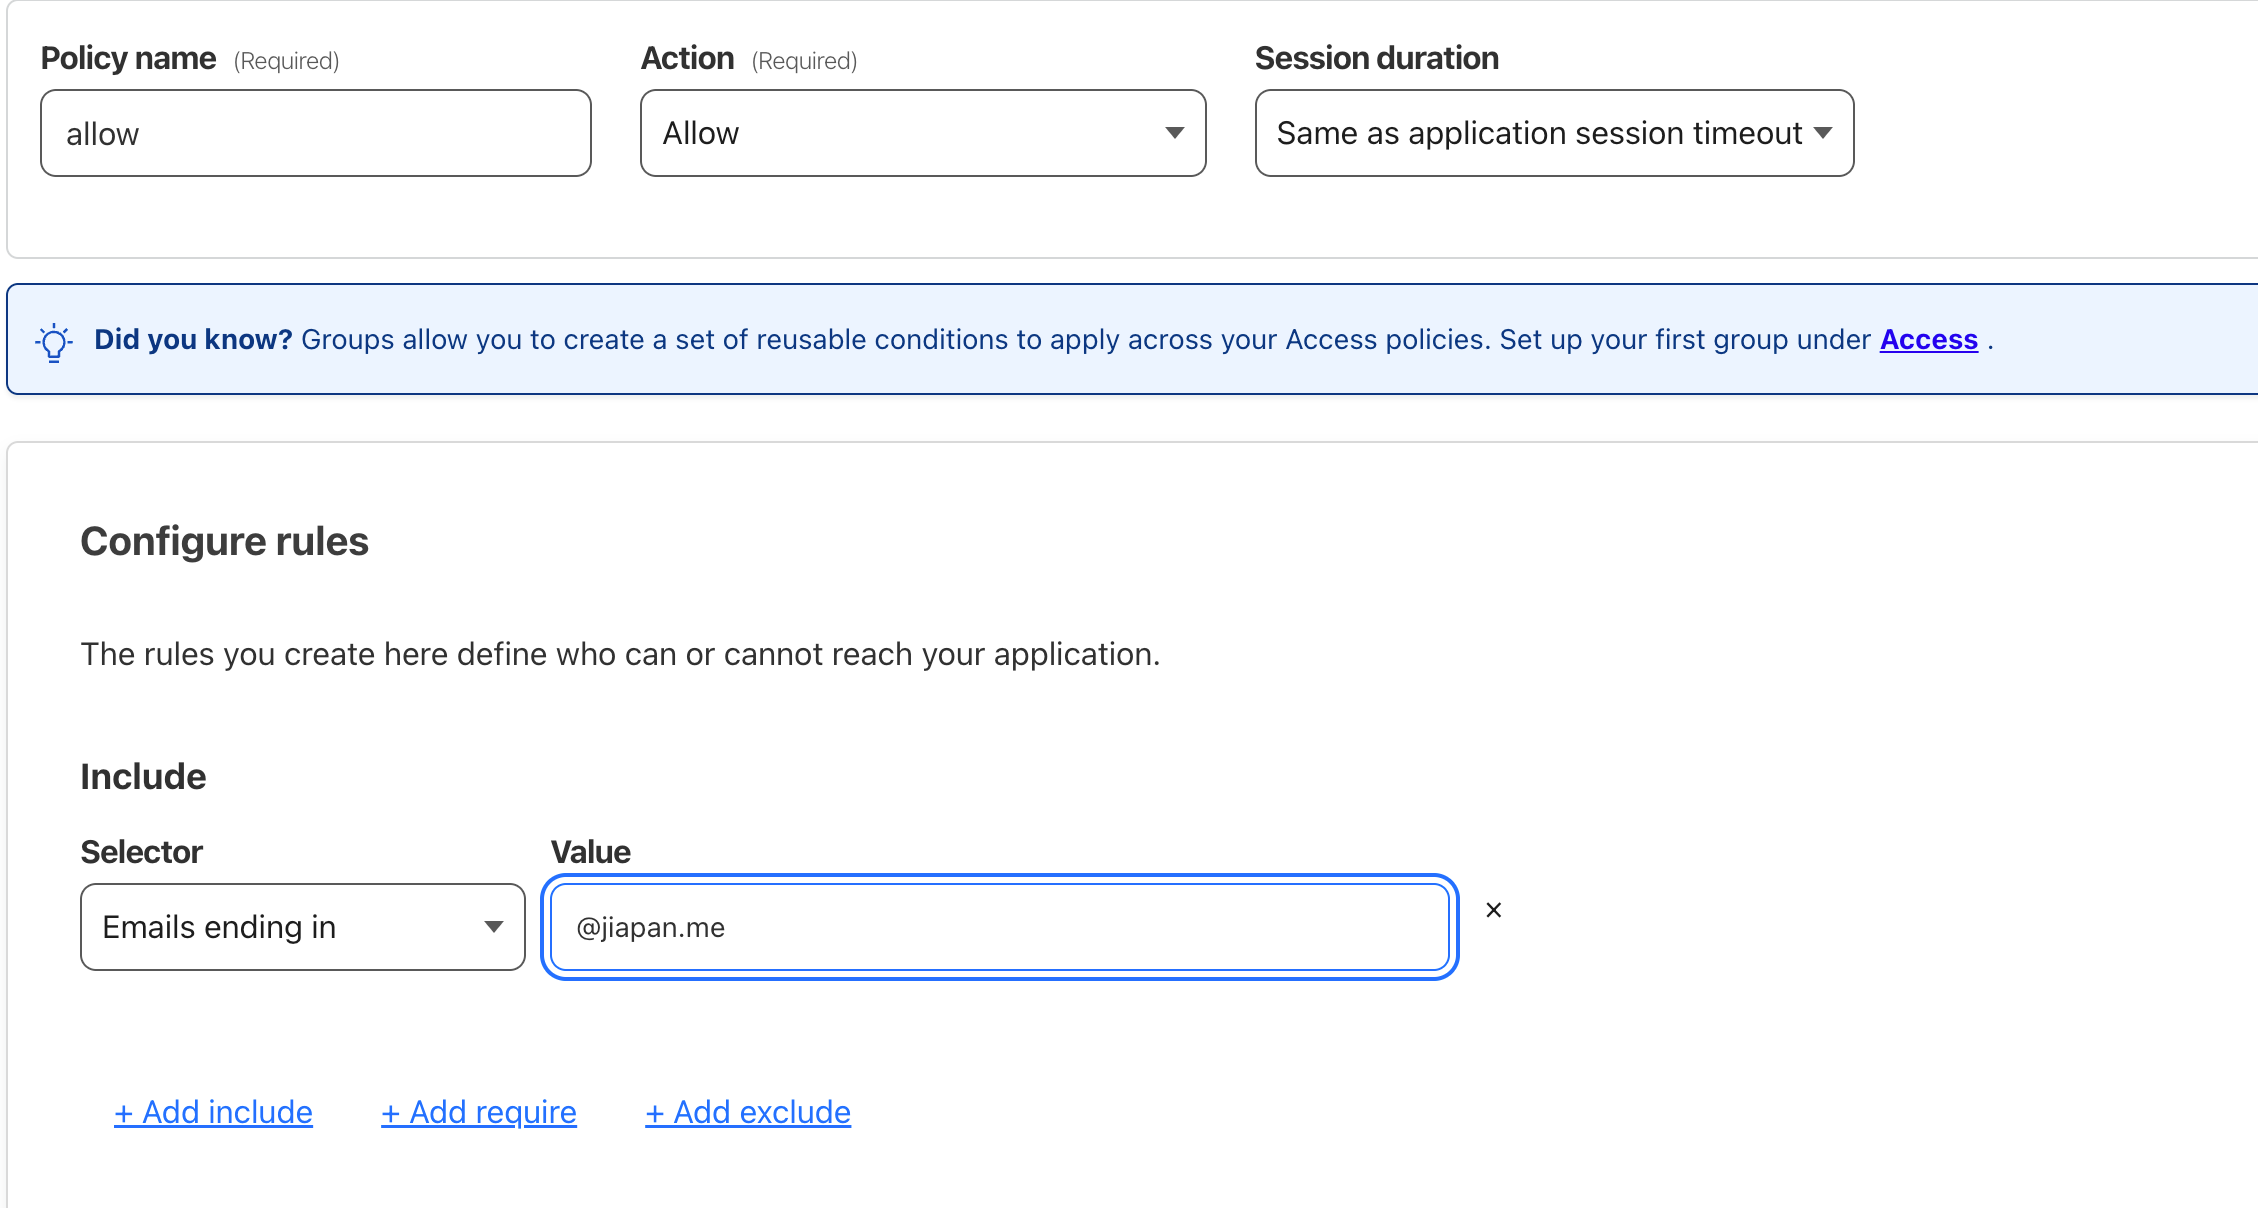 Policy name (Required)
Action (Required)
Session duration
allow
Allow
Same as application session timeout
Did you know? Groups allow you to create a set of reusable conditions to apply across your Access policies. Set up your first group under Access .
Configure rules
The rules you create here define who can or cannot reach your application.
Include
Selector
Value
Emails ending in
@jiapan.me
×
+ Add include
+ Add require
+ Add exclude